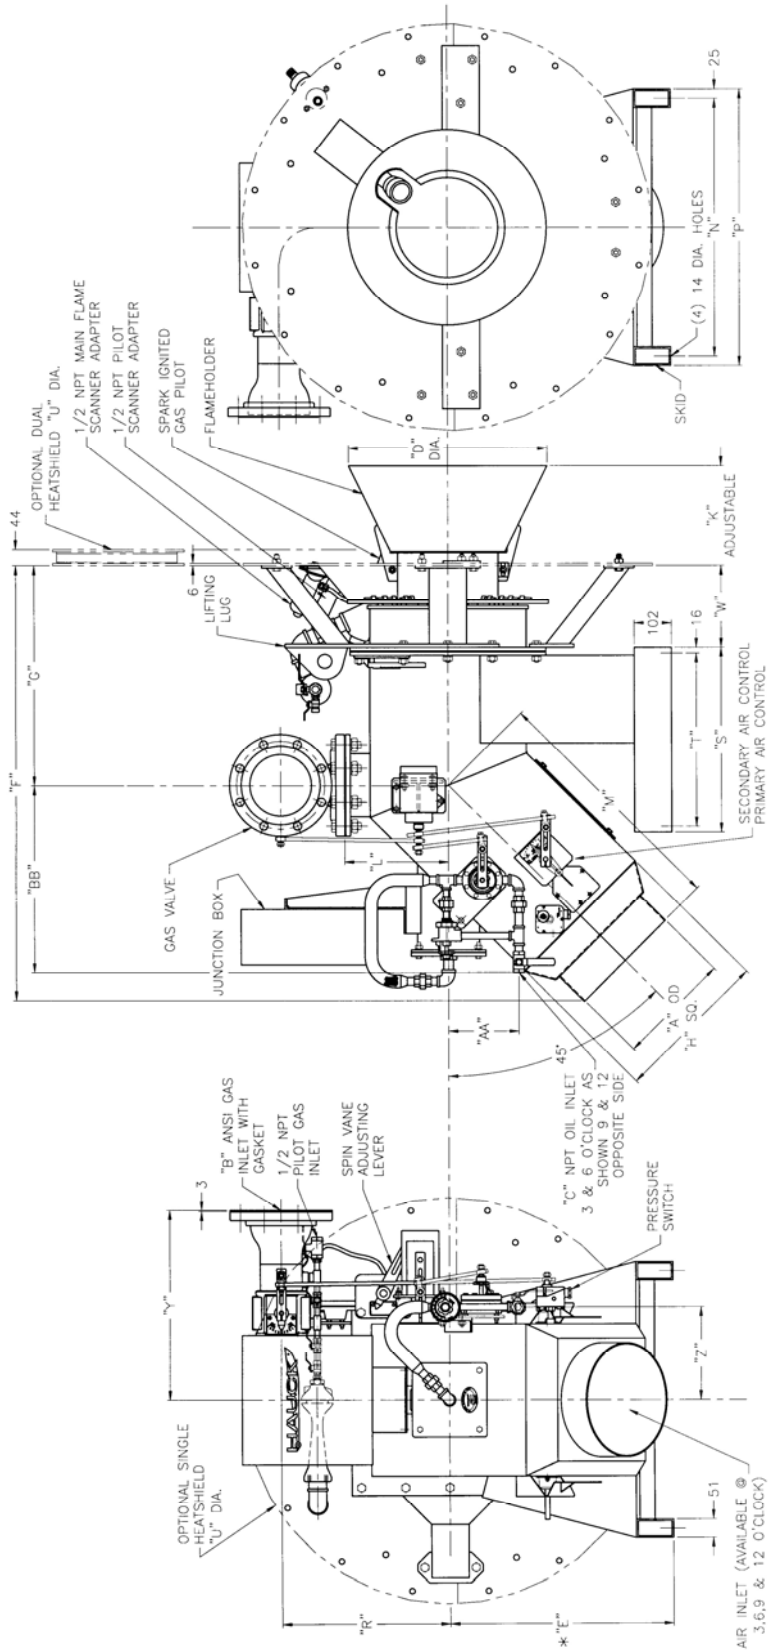 OPTIONAL SINGLE
HEATSHIELD
"U" DIA.
"Y"
3
"B" ANSI GAS
INLET WITH
GASKET
1/2 NPT
PILOT GAS
INLET
SPIN VANE
ADJUSTING
LEVER
HAUCK
"R"
* "E"
"Z"
PRESSURE
SWITCH
51
AIR INLET (AVAILABLE @
3,6,9 & 12 O'CLOCK)
"F"
44
"BB"
"G"
6
OPTIONAL DUAL
HEATSHIELD "U" DIA.
1/2 NPT MAIN FLAME
SCANNER ADAPTER
1/2 NPT PILOT
SCANNER ADAPTER
SPARK IGNITED
GAS PILOT
FLAMEHOLDER
LIFTING
LUG
GAS VALVE
JUNCTION BOX
"L"
"AA"
45°
"D"
DIA.
"K"
ADJUSTABLE
"W"
16
102
"T"
"S"
"M"
"A" OD
"H" SQ.
"C" NPT OIL INLET
3 & 6 O'CLOCK AS
SHOWN 9 & 12
OPPOSITE SIDE
SECONDARY AIR CONTROL
PRIMARY AIR CONTROL
25
SKID
(4) 14 DIA. HOLES
"N"
"P"